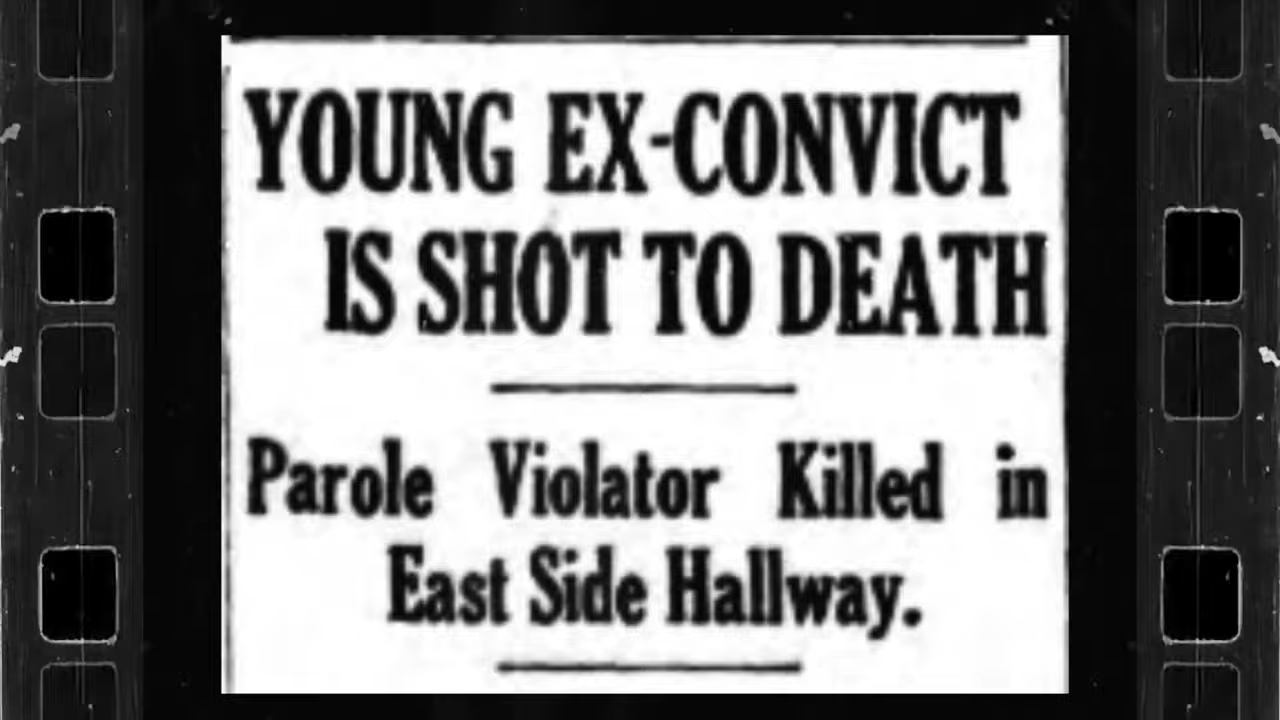 YOUNG EX-CONVICT
IS SHOT TO DEATH
Parole Violator Killed in
East Side Hallway.